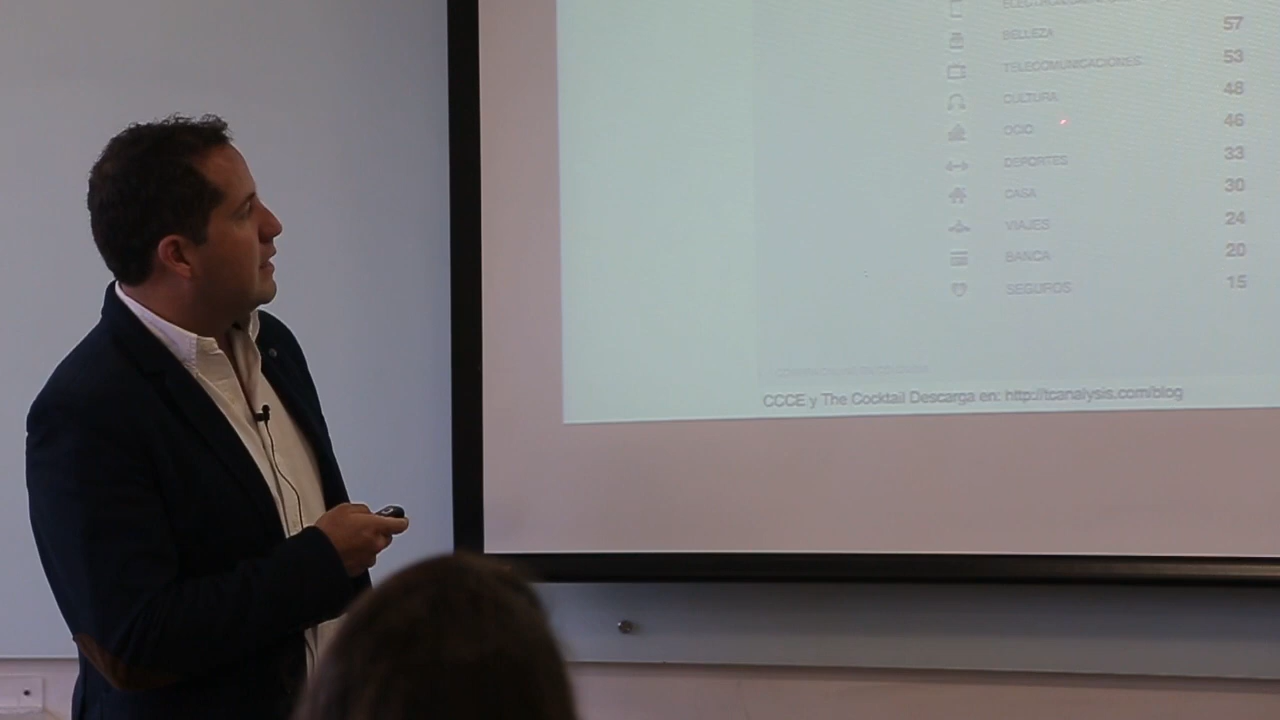 57
BELLEZA
TELECOMUNICACIONES 53
CULTURA 48
OCIO 46
DEPORTES 33
CASA 30
VIAJES 24
BANCA 20
SEGUROS 15
CCCE y The Cocktail Descarga en: http://tcanalysis.com/blog